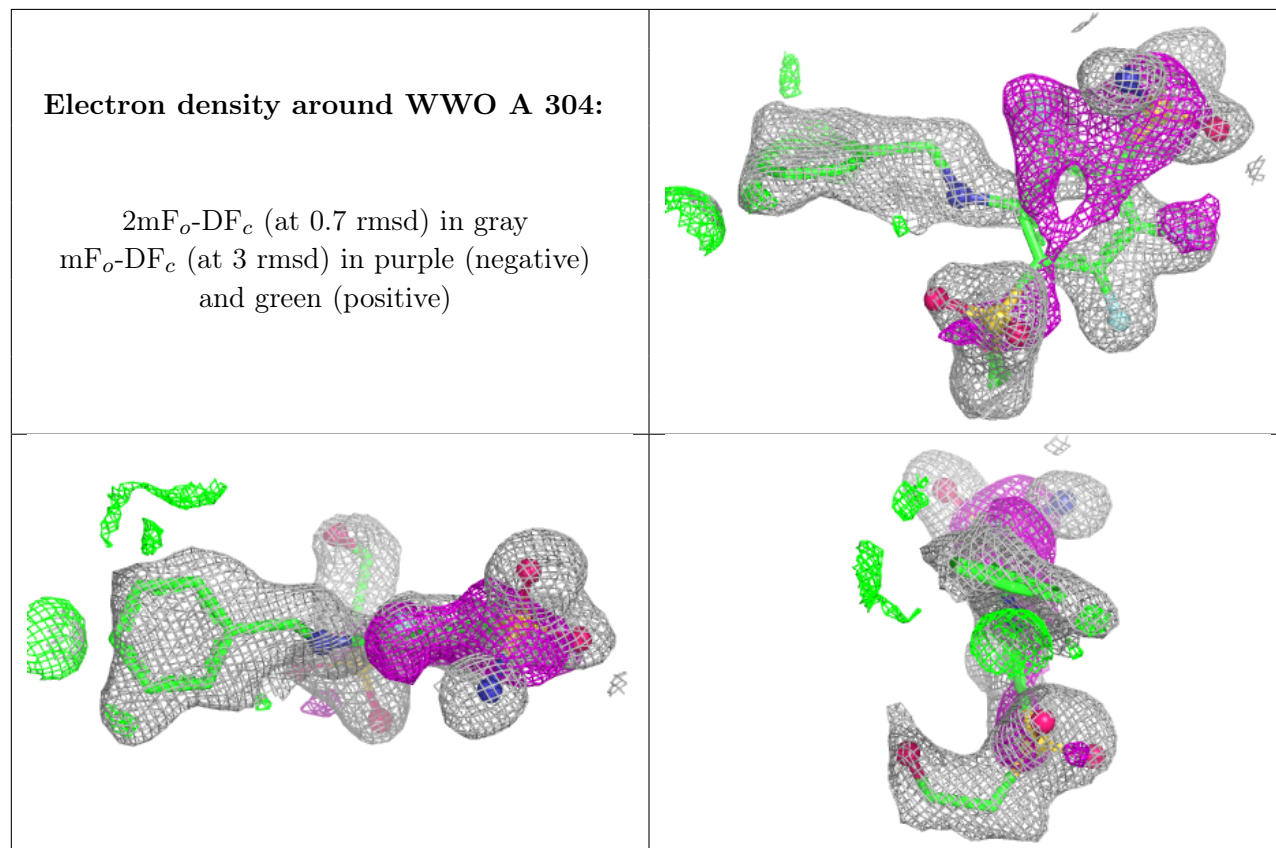 Electron density around WWO A 304:
2mFo-DFc (at 0.7 rmsd) in gray
mFo-DFc (at 3 rmsd) in purple (negative)
and green (positive)